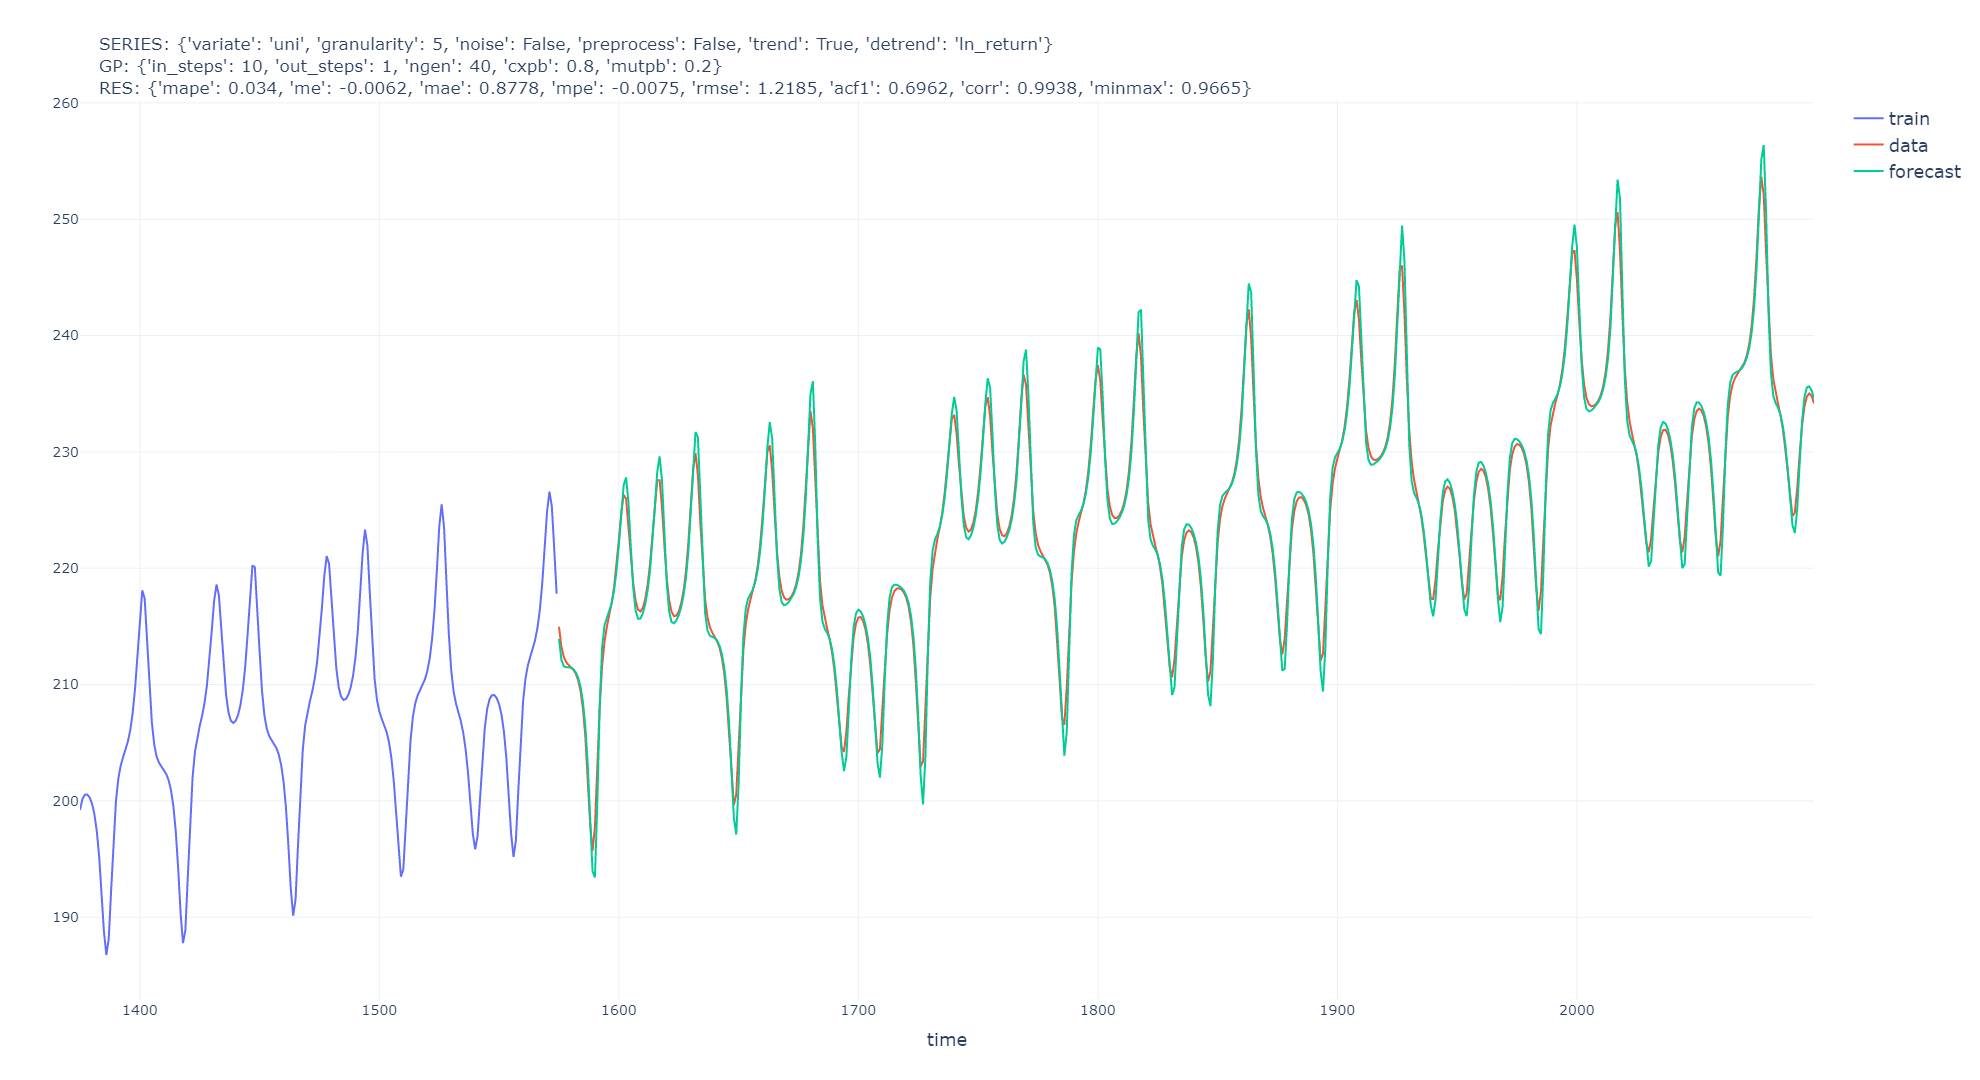 SERIES: {'variate': 'uni', 'granularity': 5, 'noise': False, 'preprocess': False, 'trend': True, 'detrend': 'ln_return'}
GP: {'in_steps': 10, 'out_steps': 1, 'ngen': 40, 'cxpb': 0.8, 'mutpb': 0.2}
RES: {'mape': 0.034, 'me': -0.0062, 'mae': 0.8778, 'mpe': -0.0075, 'rmse': 1.2185, 'acf1': 0.6962, 'corr': 0.9938, 'minmax': 0.9665}
260
250
240
230
220
210
200
190
1400 1500 1600 1700 1800 1900 2000
time
train
data
forecast